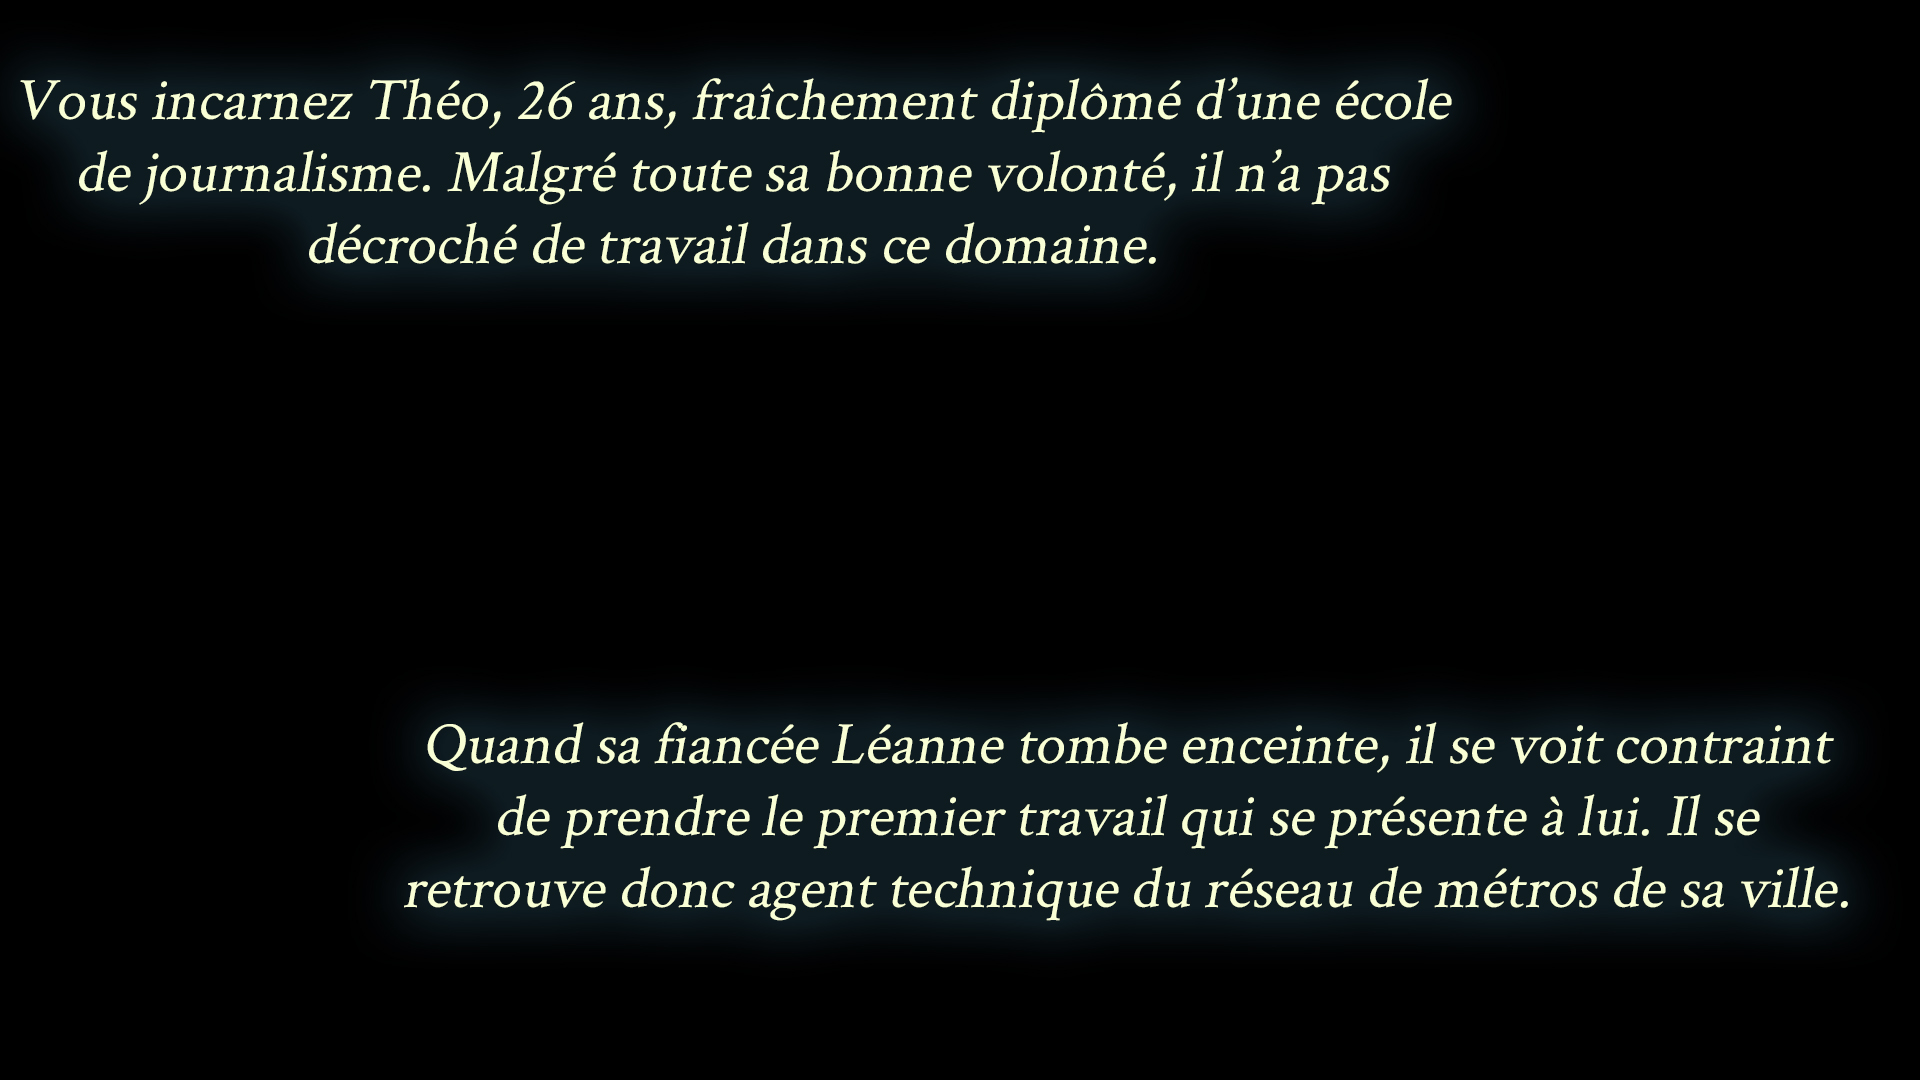 Vous incarnez Théo, 26 ans, fraîchement diplômé d’une école
de journalisme. Malgré toute sa bonne volonté, il n’a pas
décroché de travail dans ce domaine.
Quand sa fiancée Léanne tombe enceinte, il se voit contraint
de prendre le premier travail qui se présente à lui. Il se
retrouve donc agent technique du réseau de métros de sa ville.